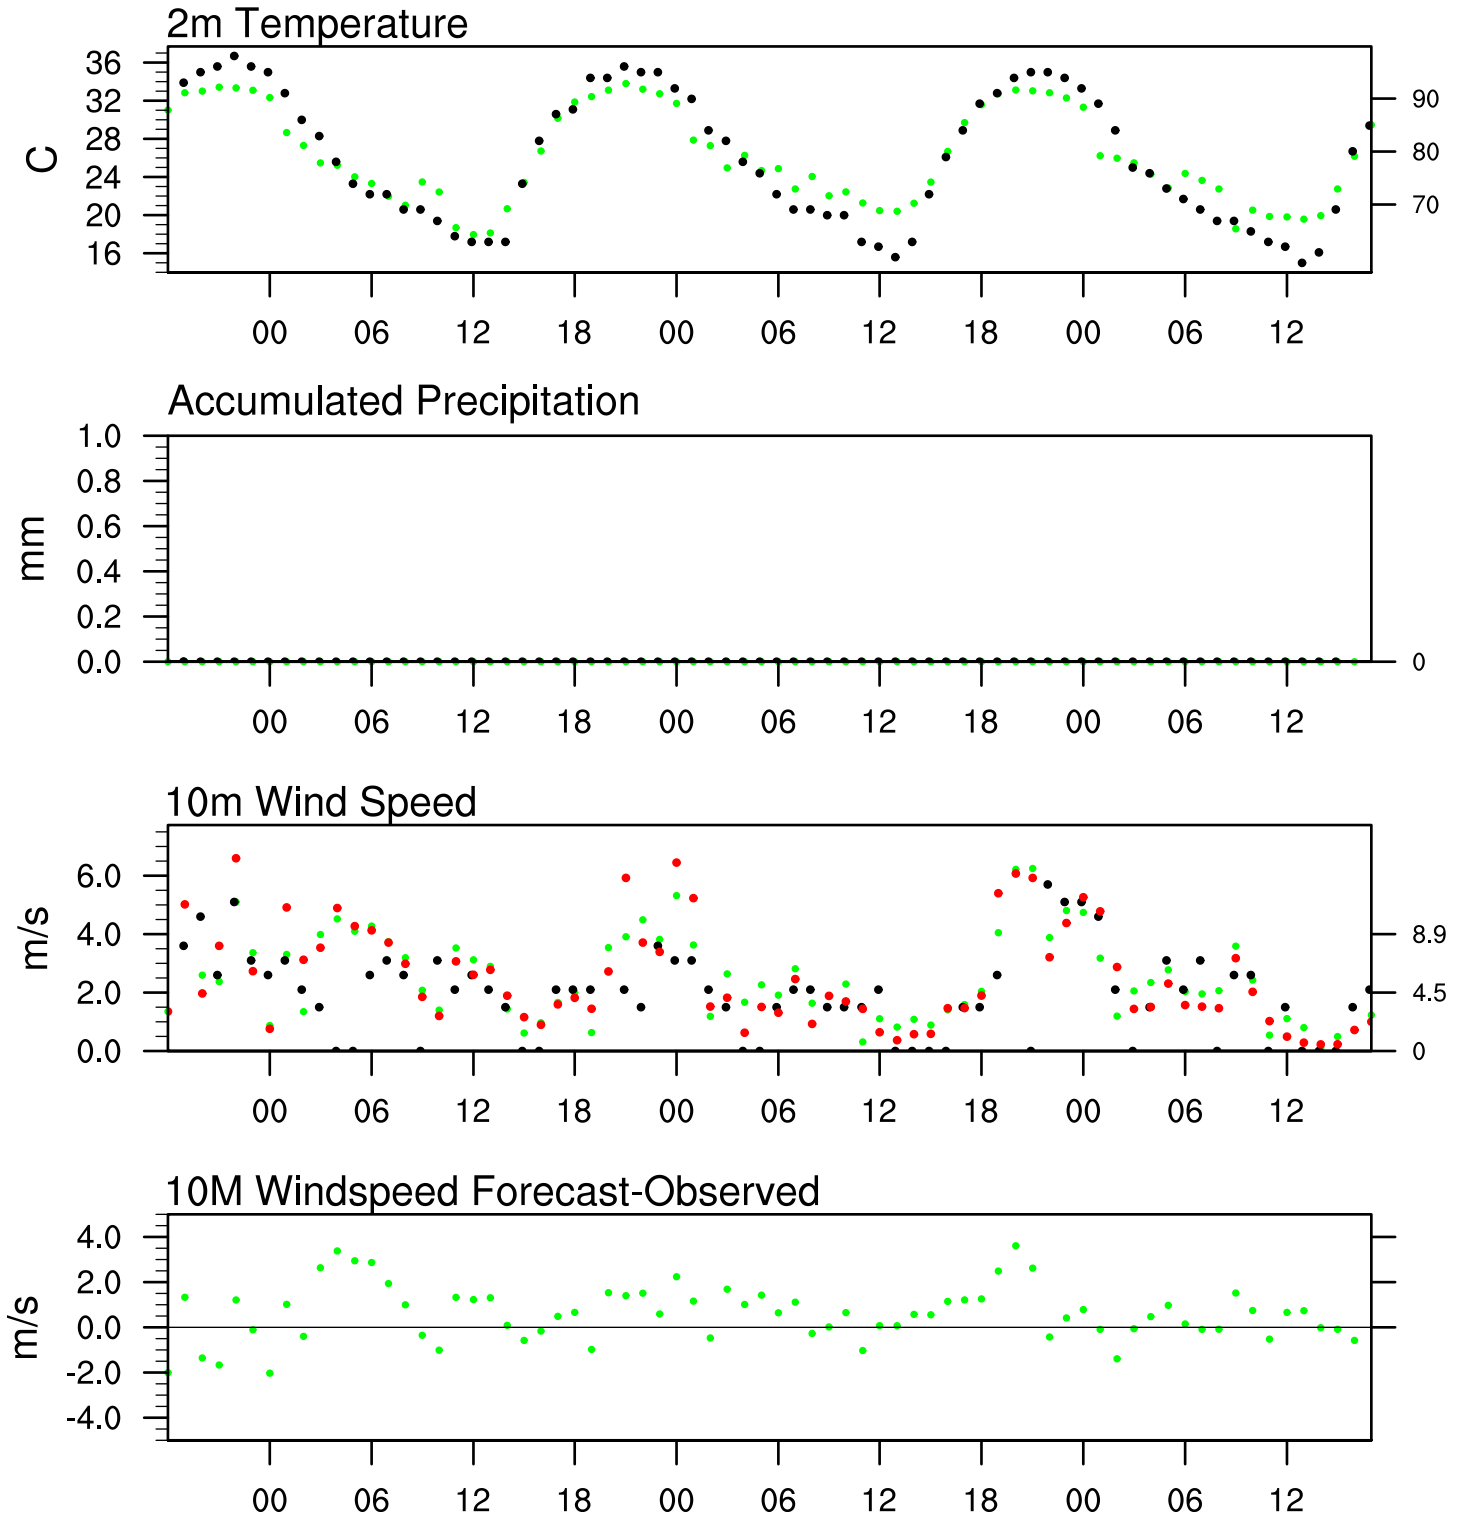 2m Temperature
36
32
28
24
20
16
C
90
80
70
00 06 12 18 00 06 12 18 00 06 12
Accumulated Precipitation
1.0
0.8
0.6
0.4
0.2
0.0
mm
0
00 06 12 18 00 06 12 18 00 06 12
10m Wind Speed
6.0
4.0
2.0
0.0
m/s
8.9
4.5
0
00 06 12 18 00 06 12 18 00 06 12
10M Windspeed Forecast-Observed
4.0
2.0
0.0
-2.0
-4.0
m/s
00 06 12 18 00 06 12 18 00 06 12